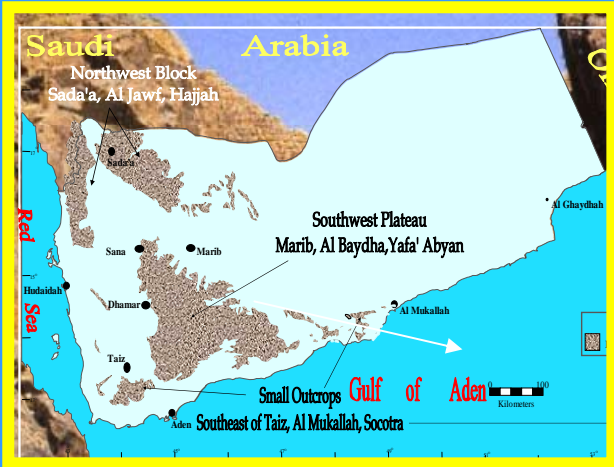 Saudi Arabia
Northwest Block
Sada'a, Al Jawf, Hajjah
Sada'a
Al Ghaydhah
Red
Sea
Southwest Plateau
Marib, Al Baydha,Yafa' Abyan
Sana
Marib
Hudaidah
Dhamar
Al Mukallah
Taiz
Small Outcrops
Gulf of Aden
0 100
Kilometers
Aden
Southeast of Taiz, Al Mukallah, Socotra